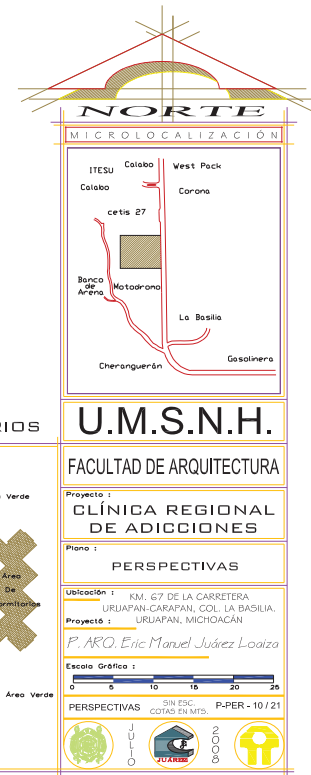 NORTE
MICROLOCALIZACIÓN
ITESU
Calabo
West Pack
Calabo
Corona
cetis 27
Banco
de
Arena
Motodromo
La Basilia
Cheranguerán
Gasolinera
RIOS
U.M.S.N.H.
FACULTAD DE ARQUITECTURA
Proyecto :
CLÍNICA REGIONAL
DE ADICCIONES
Plano :
PERSPECTIVAS
Ubicación : KM. 67 DE LA CARRETERA
URUAPAN-CARAPAN, COL. LA BASILIA.
URUAPAN, MICHOACÁN
Proyectó :
P. ARQ. Eric Manuel Juárez Loaiza
Escala Gráfica :
0 5 10 15 20 25
PERSPECTIVAS
SIN ESC.
COTAS EN MTS.
P-PER - 10 / 21
JULIO
JUÁREZ
2008
Verde
Área
De
ormitorios
Área Verde